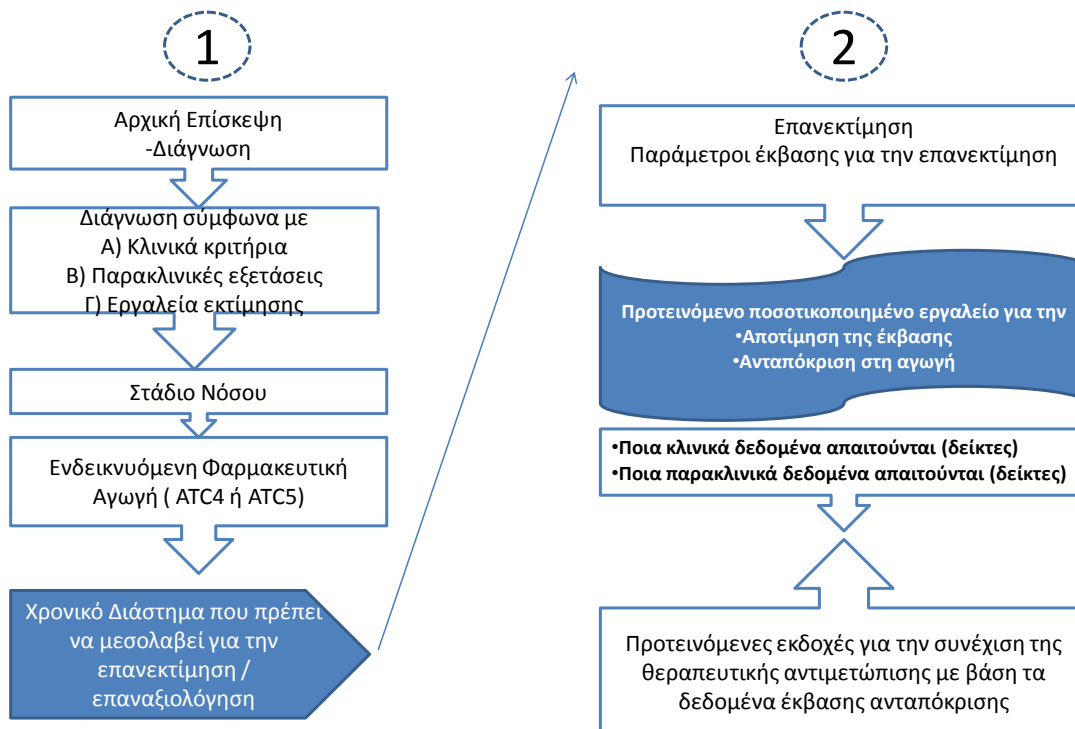 1
Αρχική Επίσκεψη
-Διάγνωση
Διάγνωση σύμφωνα με
Α) Κλινικά κριτήρια
Β) Παρακλινικές εξετάσεις
Γ) Εργαλεία εκτίμησης
Στάδιο Νόσου
Ενδεικνυόμενη Φαρμακευτική
Αγωγή ( ATC4 ή ATC5)
Χρονικό Διάστημα που πρέπει
να μεσολαβεί για την
επανεκτίμηση /
επαναξιολόγηση
2
Επανεκτίμηση
Παράμετροι έκβασης για την επανεκτίμηση
Προτεινόμενο ποσοτικοποιημένο εργαλείο για την
•Αποτίμηση της έκβασης
•Ανταπόκριση στη αγωγή
•Ποια κλινικά δεδομένα απαιτούνται (δείκτες)
•Ποια παρακλινικά δεδομένα απαιτούνται (δείκτες)
Προτεινόμενες εκδοχές για την συνέχιση της
θεραπευτικής αντιμετώπισης με βάση τα
δεδομένα έκβασης ανταπόκρισης